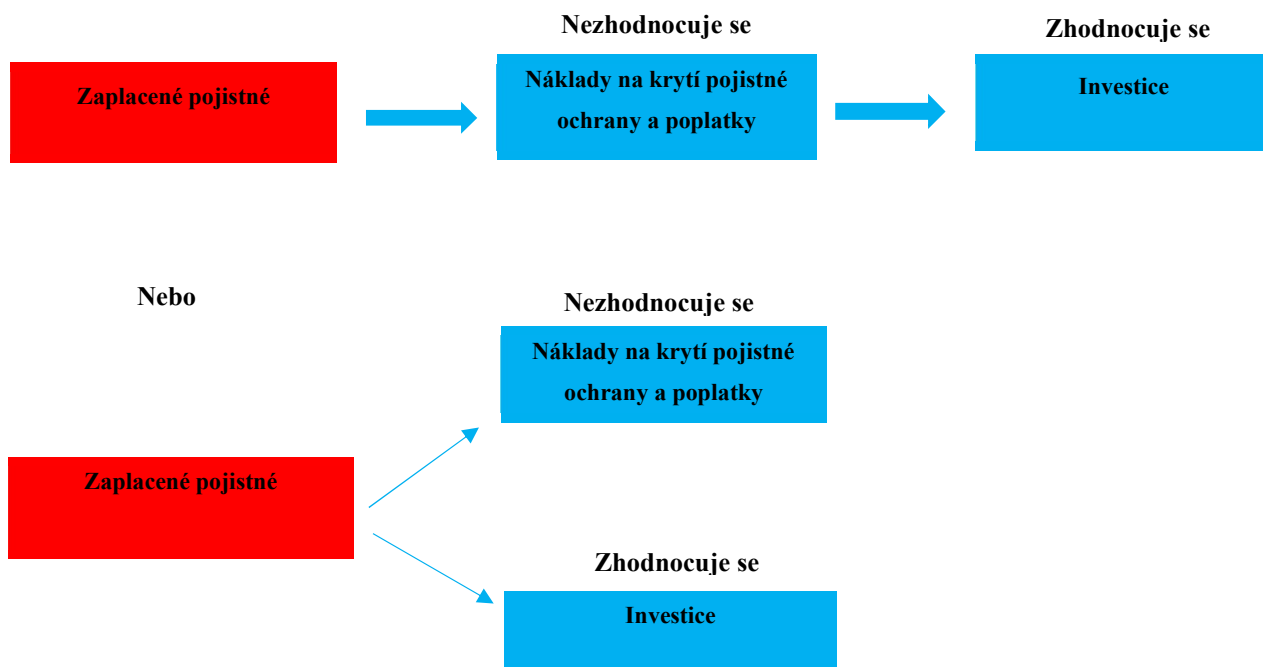 Nezhodnocuje se
Zhodnocuje se
Zaplacené pojistné
Náklady na krytí pojistné
ochrany a poplatky
Investice
Nebo
Nezhodnocuje se
Náklady na krytí pojistné
ochrany a poplatky
Zaplacené pojistné
Zhodnocuje se
Investice